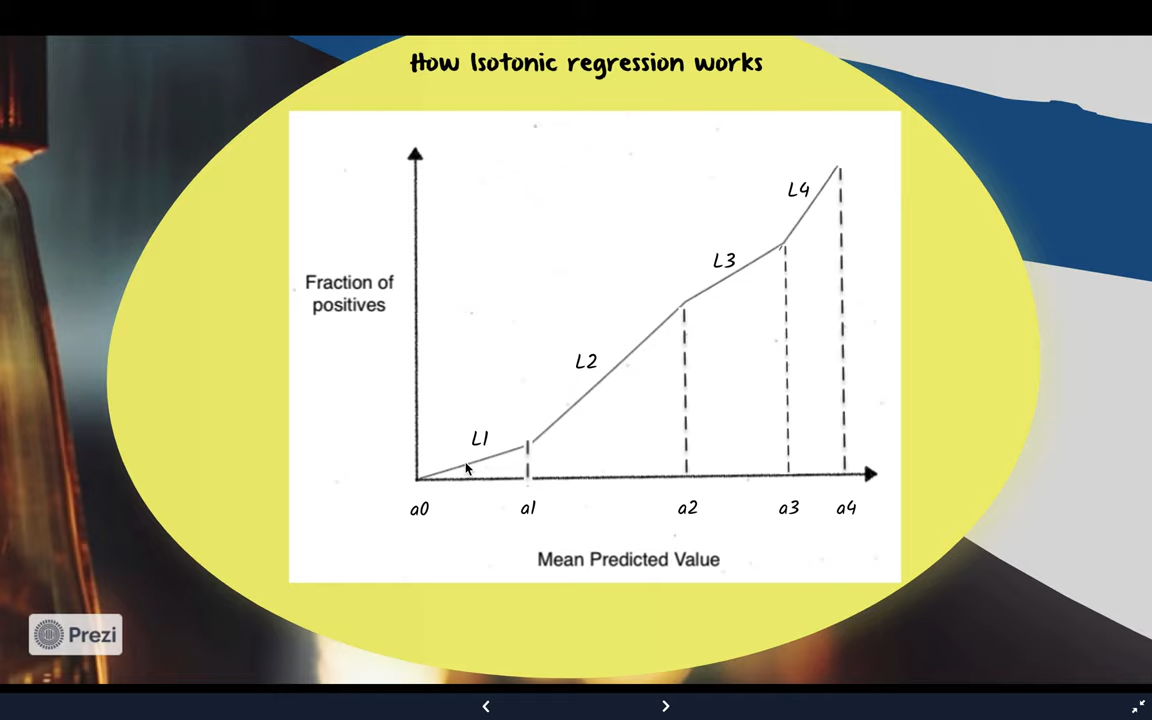 How Isotonic regression works
L4
L3
Fraction of
positives
L2
L1
a0 a1 a2 a3 a4
Mean Predicted Value
Prezi